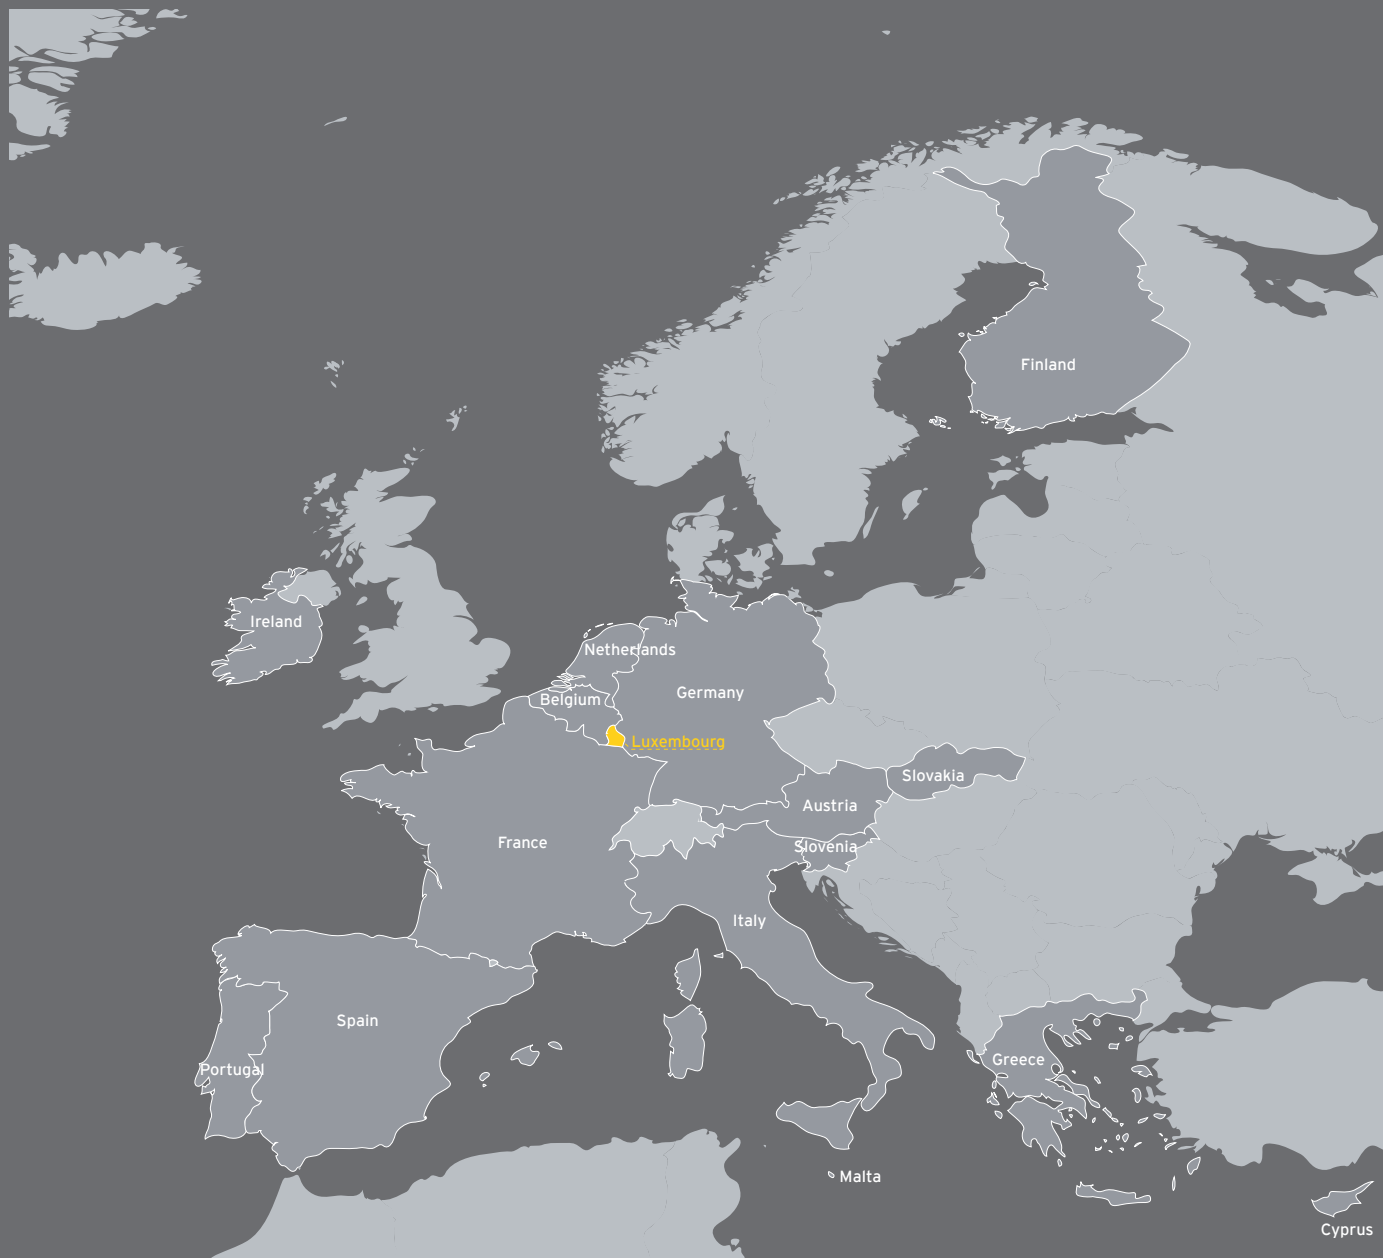 Finland
Ireland
Netherlands
Germany
Belgium
Luxembourg
Slovakia
Austria
France
Slovenia
Italy
Spain
Greece
Portugal
Malta
Cyprus